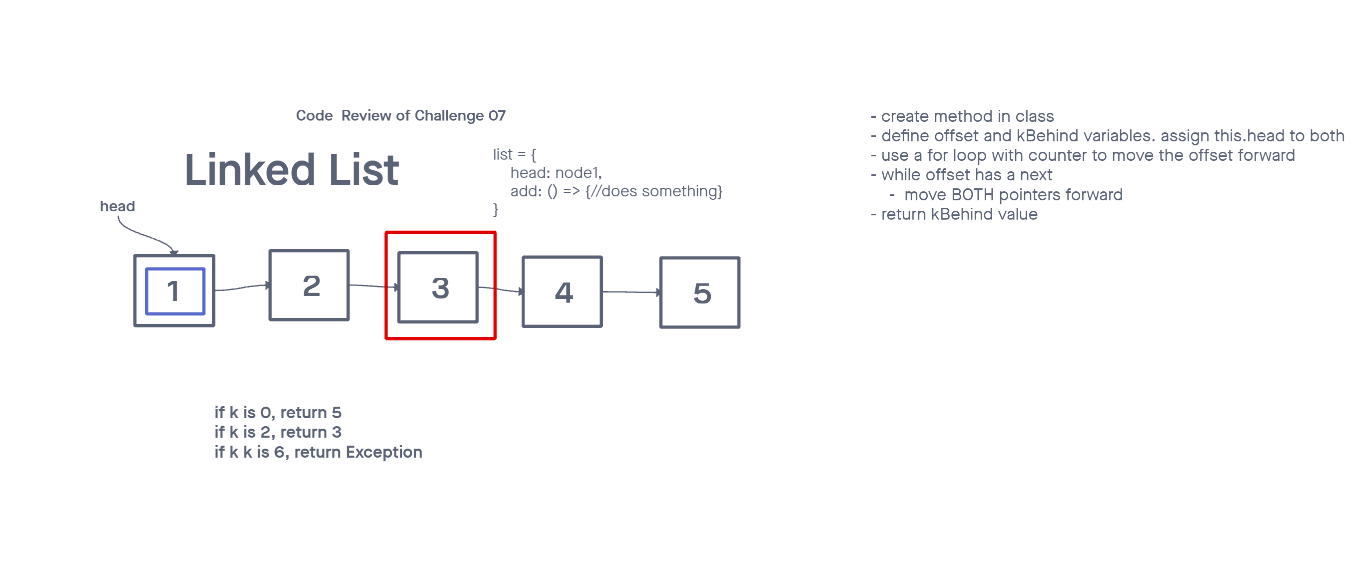 Code Review of Challenge 07
Linked List
list = {
head: node1,
add: () => {//does something}
}
head
1
2
3
4
5
if k is 0, return 5
if k is 2, return 3
if k k is 6, return Exception
- create method in class
- define offset and kBehind variables. assign this.head to both
- use a for loop with counter to move the offset forward
- while offset has a next
- move BOTH pointers forward
- return kBehind value